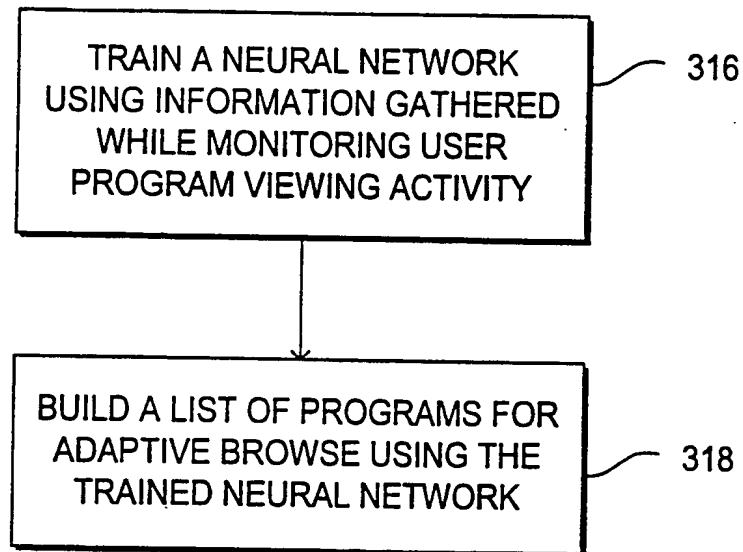 TRAIN A NEURAL NETWORK
USING INFORMATION GATHERED
WHILE MONITORING USER
PROGRAM VIEWING ACTIVITY
316
BUILD A LIST OF PROGRAMS FOR
ADAPTIVE BROWSE USING THE
TRAINED NEURAL NETWORK
318